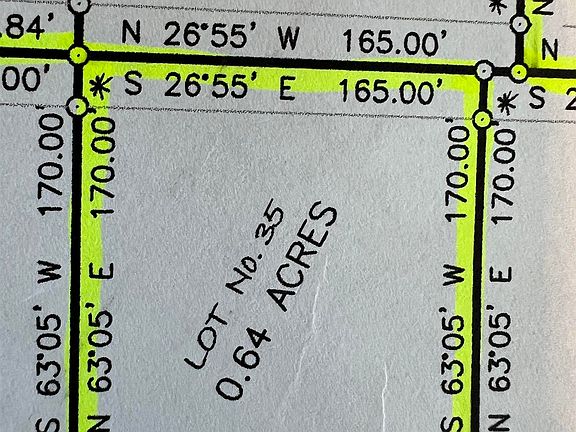 .84' N 26°55' W 165.00' N
00' * S 26°55' E 165.00' * S 2
S 63°05' W 170.00'
N 63°05' E 170.00'
LOT No. 35
0.64 ACRES
S 63°05' W 170.00'
N 63°05' E 170.00'